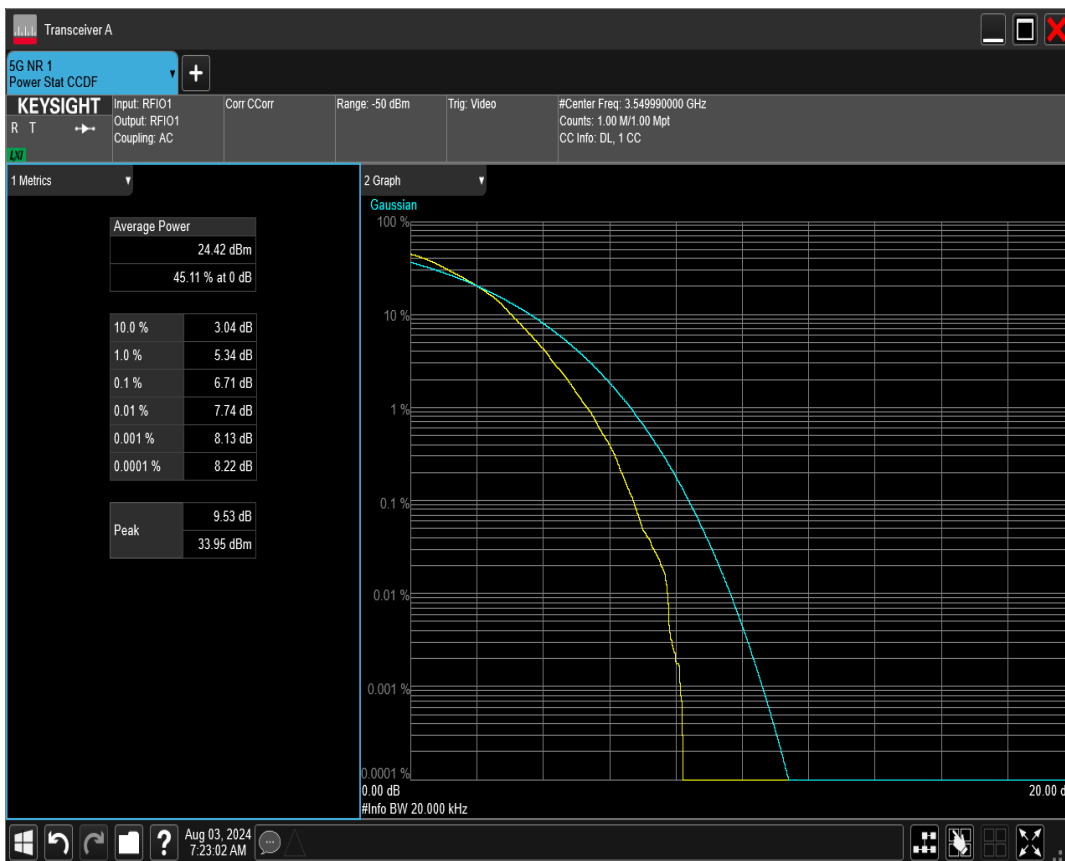 Transceiver A
5G NR 1
Power Stat CCDF
KEYSIGHT
R T
LXI
Input: RFIO1
Output: RFIO1
Coupling: AC
Corr CCorr
Range: -50 dBm
Trig: Video
#Center Freq: 3.549990000 GHz
Counts: 1.00 M/1.00 Mpt
CC Info: DL, 1 CC
1 Metrics
Average Power
24.42 dBm
45.11 % at 0 dB
10.0 % 3.04 dB
1.0 % 5.34 dB
0.1 % 6.71 dB
0.01 % 7.74 dB
0.001 % 8.13 dB
0.0001 % 8.22 dB
Peak 9.53 dB
33.95 dBm
2 Graph
Gaussian
100 %
10 %
1 %
0.1 %
0.01 %
0.001 %
0.0001 %
0.00 dB 20.00 d
#Info BW 20.000 kHz
?
Aug 03, 2024
7:23:02 AM